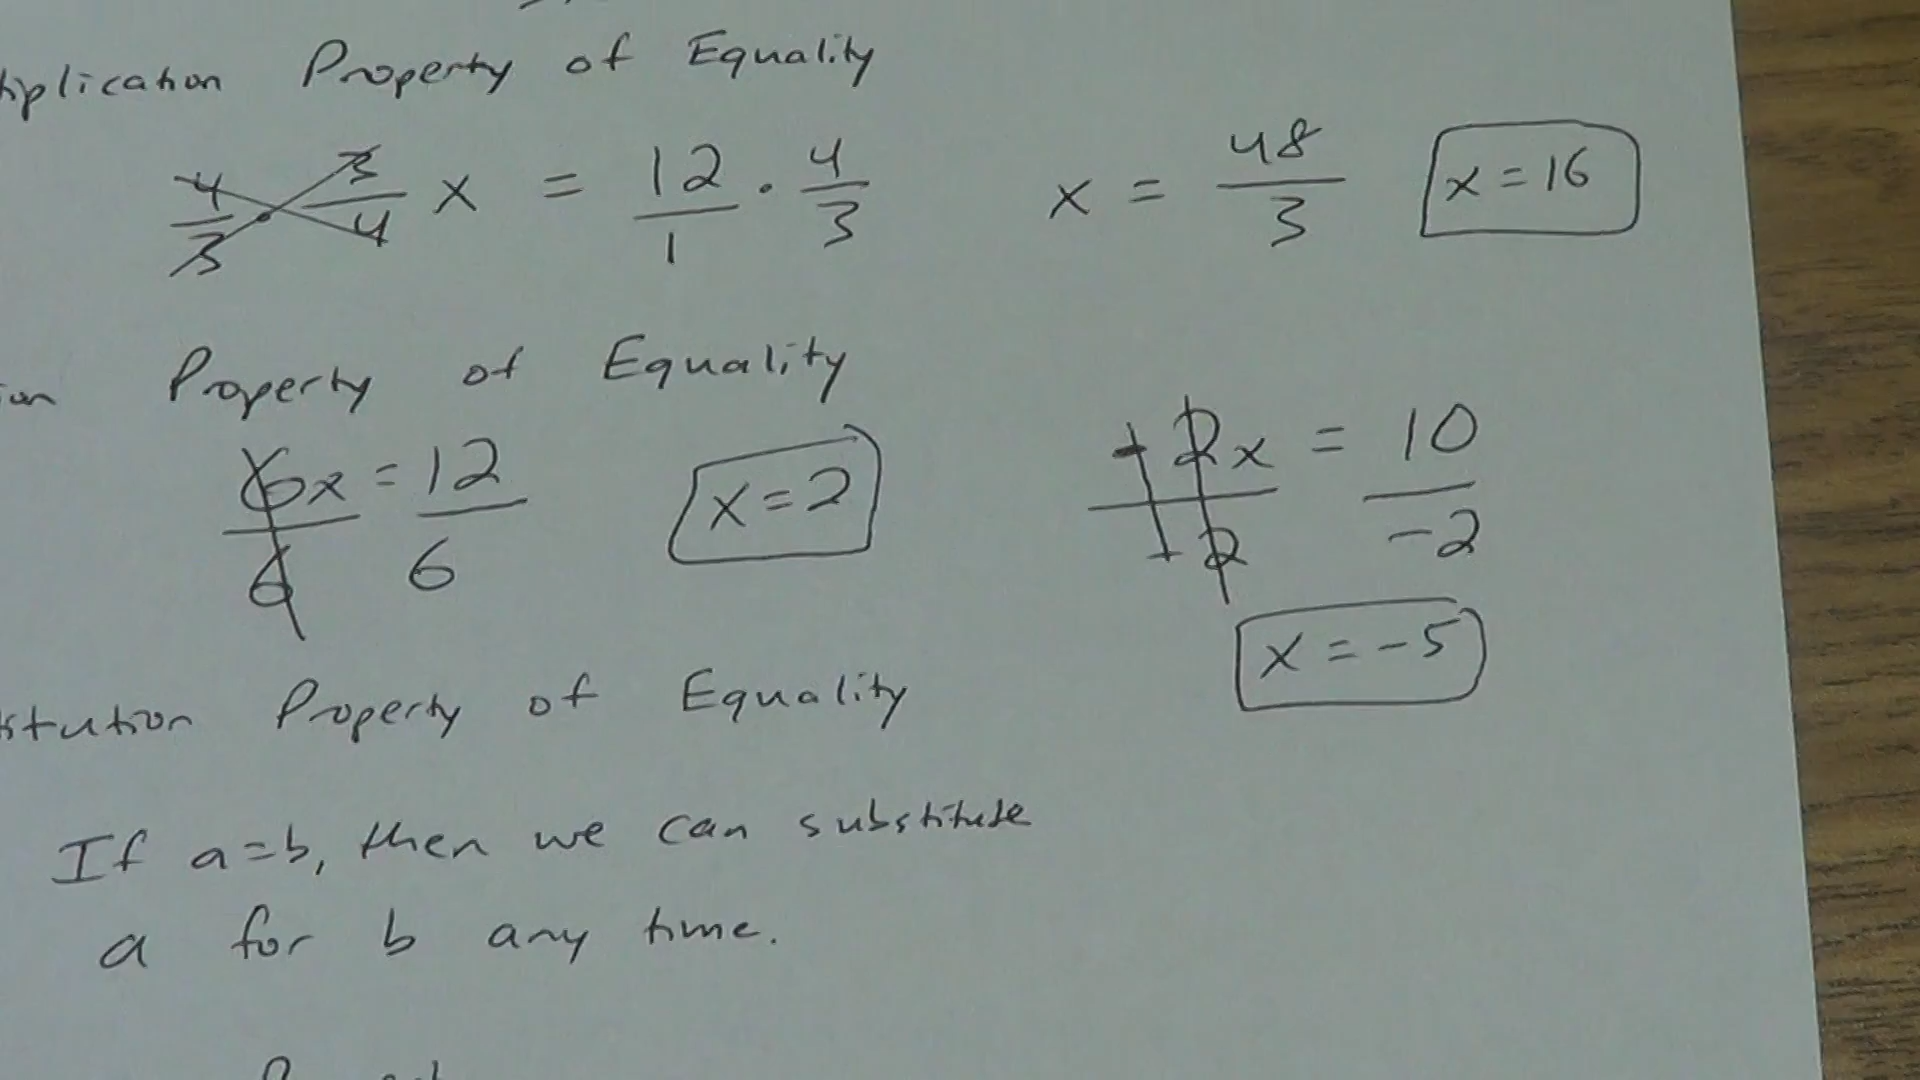 iplication Property of Equality
4/3 · 3/4 x = 12/1 · 4/3 x = 48/3 x = 16
Property of Equality
6x/6 = 12/6 x = 2 -2x/-2 = 10/-2
x = -5
stitution Property of Equality
If a=b, then we can substitute
a for b any time.